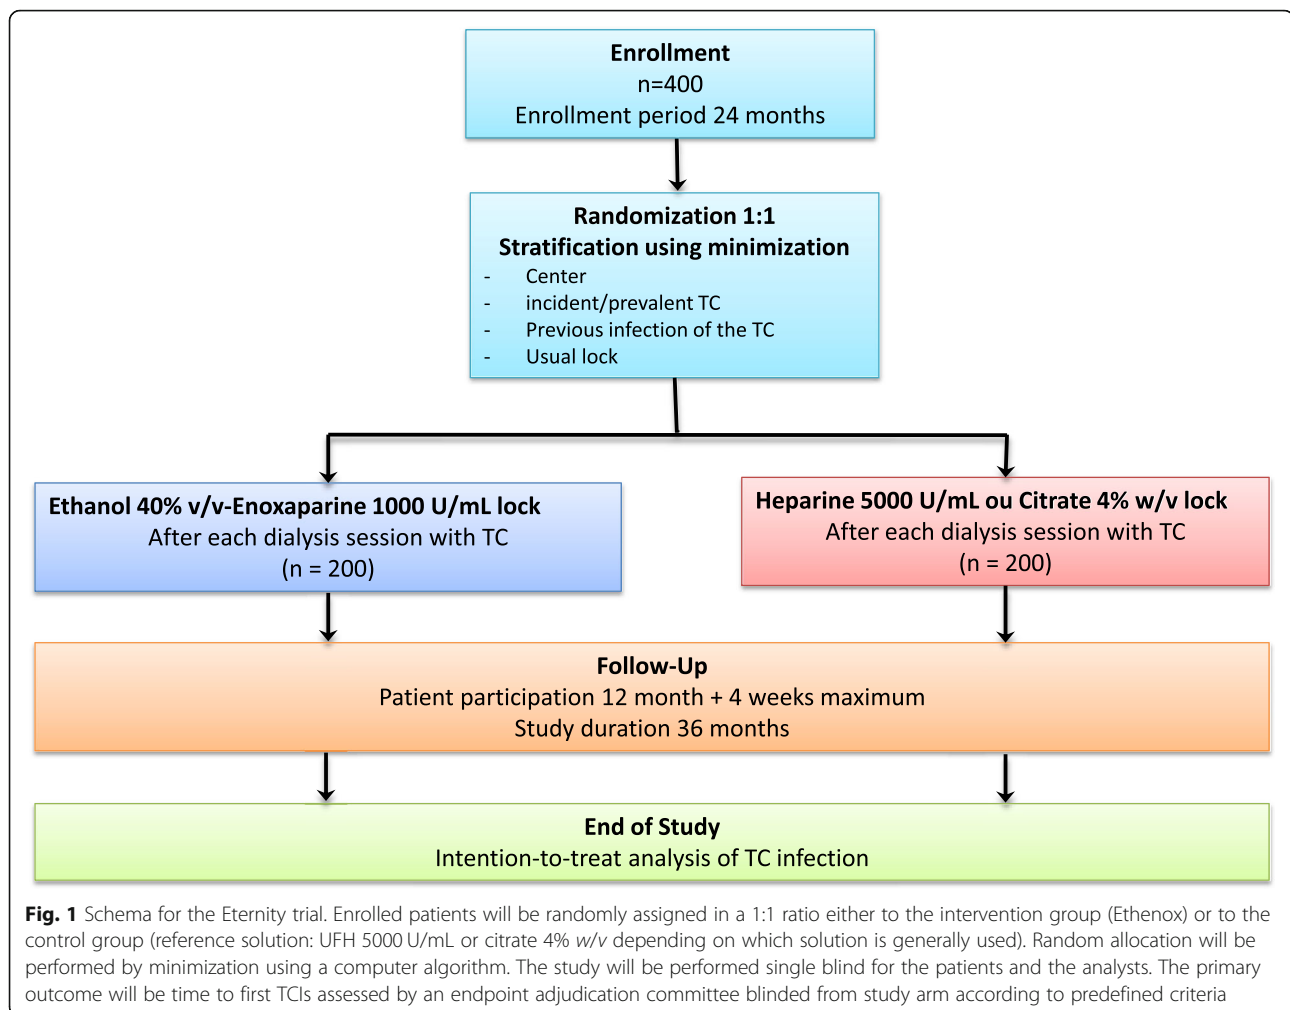 Enrollment
n=400
Enrollment period 24 months
Randomization 1:1
Stratification using minimization
- Center
- incident/prevalent TC
- Previous infection of the TC
- Usual lock
Ethanol 40% v/v-Enoxaparine 1000 U/mL lock
After each dialysis session with TC
(n = 200)
Heparine 5000 U/mL ou Citrate 4% w/v lock
After each dialysis session with TC
(n = 200)
Follow-Up
Patient participation 12 month + 4 weeks maximum
Study duration 36 months
End of Study
Intention-to-treat analysis of TC infection
Fig. 1 Schema for the Eternity trial. Enrolled patients will be randomly assigned in a 1:1 ratio either to the intervention group (Ethenox) or to the
control group (reference solution: UFH 5000 U/mL or citrate 4% w/v depending on which solution is generally used). Random allocation will be
performed by minimization using a computer algorithm. The study will be performed single blind for the patients and the analysts. The primary
outcome will be time to first TCIs assessed by an endpoint adjudication committee blinded from study arm according to predefined criteria